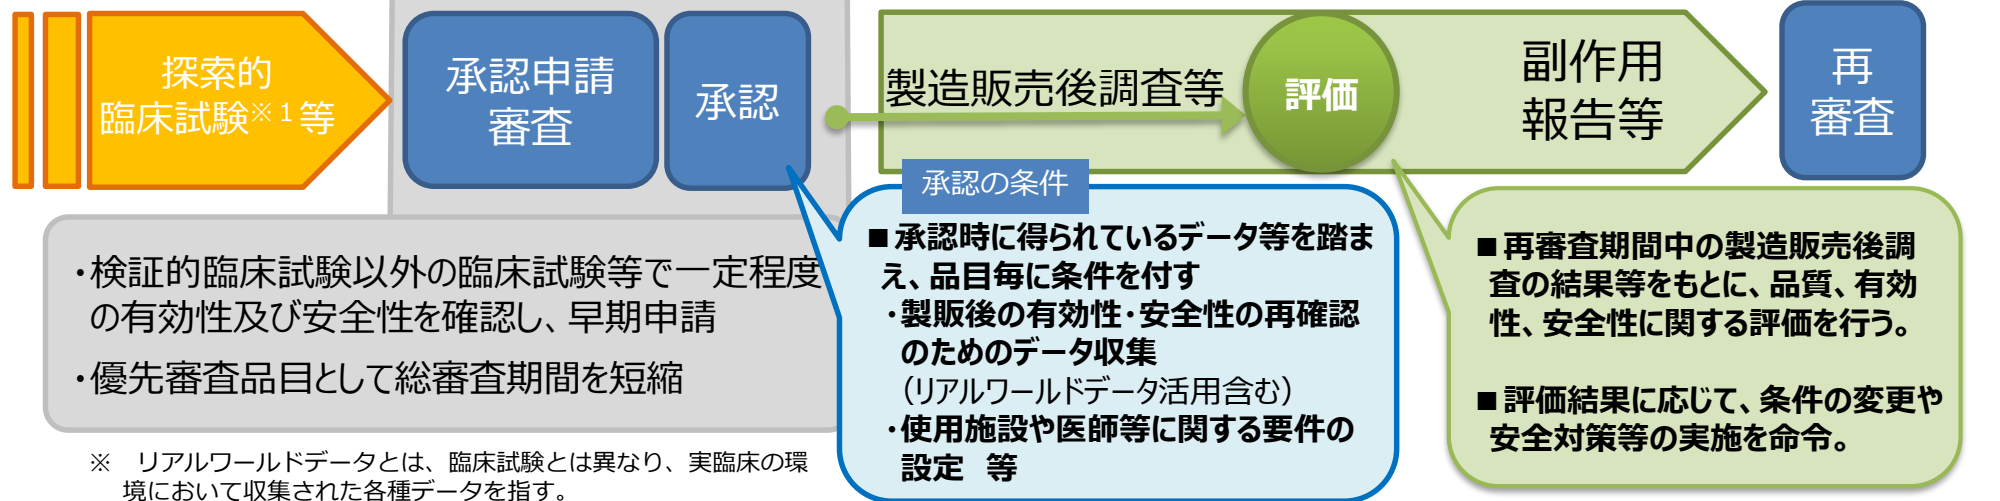 探索的
臨床試験※１等
承認申請
審査
承認
製造販売後調査等
評価
副作用
報告等
再
審査
・検証的臨床試験以外の臨床試験等で一定程度
の有効性及び安全性を確認し、早期申請
・優先審査品目として総審査期間を短縮
※　リアルワールドデータとは、臨床試験とは異なり、実臨床の環
境において収集された各種データを指す。
承認の条件
■承認時に得られているデータ等を踏ま
え、品目毎に条件を付す
・製販後の有効性・安全性の再確認
のためのデータ収集
（リアルワールドデータ活用含む）
・使用施設や医師等に関する要件の
設定　等
■再審査期間中の製造販売後調
査の結果等をもとに、品質、有効
性、安全性に関する評価を行う。
■評価結果に応じて、条件の変更や
安全対策等の実施を命令。